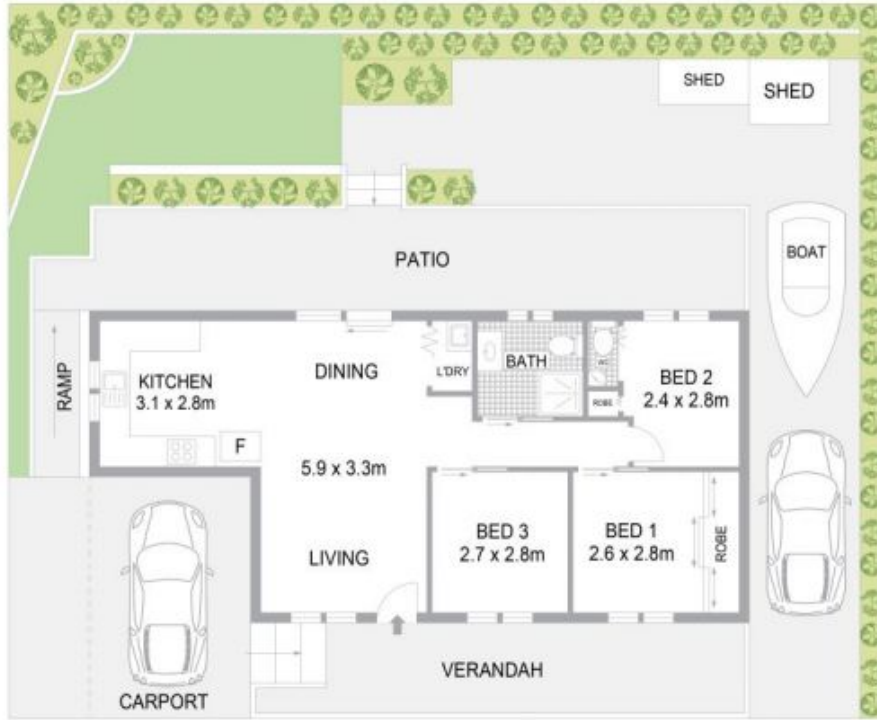 SHED
SHED
PATIO
BOAT
RAMP
KITCHEN
3.1 x 2.8m
F
DINING
L'DRY
BATH
ROBE
BED 2
2.4 x 2.8m
5.9 x 3.3m
LIVING
BED 3
2.7 x 2.8m
BED 1
2.6 x 2.8m
ROBE
VERANDAH
CARPORT